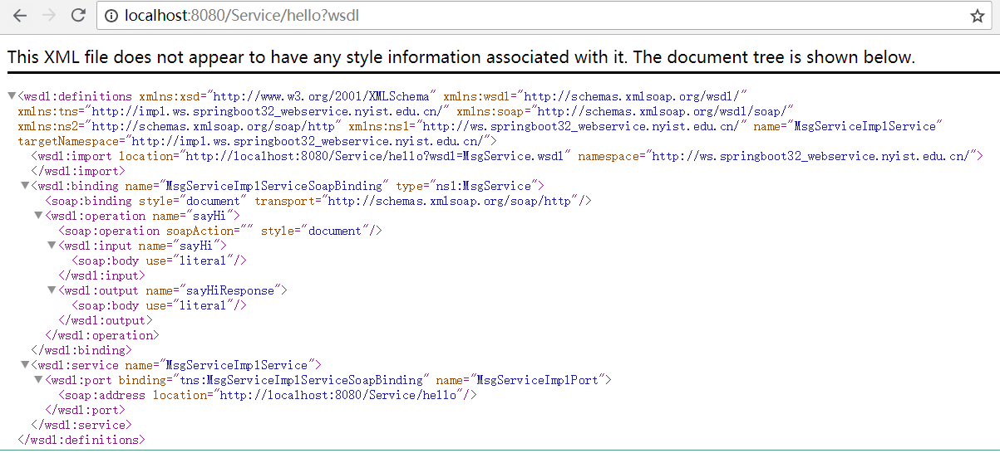 localhost:8080/Service/hello?wsdl
This XML file does not appear to have any style information associated with it. The document tree is shown below.
<wsdl:definitions xmlns:xsd="http://www.w3.org/2001/XMLSchema" xmlns:wsdl="http://schemas.xmlsoap.org/wsdl/"
xmlns:tns="http://impl.ws.springboot32_webservice.nyist.edu.cn/" xmlns:soap="http://schemas.xmlsoap.org/wsdl/soap/"
xmlns:ns2="http://schemas.xmlsoap.org/soap/http" xmlns:ns1="http://ws.springboot32_webservice.nyist.edu.cn/" name="MsgServiceImplService"
targetNamespace="http://impl.ws.springboot32_webservice.nyist.edu.cn/">
<wsdl:import location="http://localhost:8080/Service/hello?wsdl=MsgService.wsdl" namespace="http://ws.springboot32_webservice.nyist.edu.cn/">
</wsdl:import>
<wsdl:binding name="MsgServiceImplServiceSoapBinding" type="ns1:MsgService">
<soap:binding style="document" transport="http://schemas.xmlsoap.org/soap/http"/>
<wsdl:operation name="sayHi">
<soap:operation soapAction="" style="document"/>
<wsdl:input name="sayHi">
<soap:body use="literal"/>
</wsdl:input>
<wsdl:output name="sayHiResponse">
<soap:body use="literal"/>
</wsdl:output>
</wsdl:operation>
</wsdl:binding>
<wsdl:service name="MsgServiceImplService">
<wsdl:port binding="tns:MsgServiceImplServiceSoapBinding" name="MsgServiceImplPort">
<soap:address location="http://localhost:8080/Service/hello"/>
</wsdl:port>
</wsdl:service>
</wsdl:definitions>